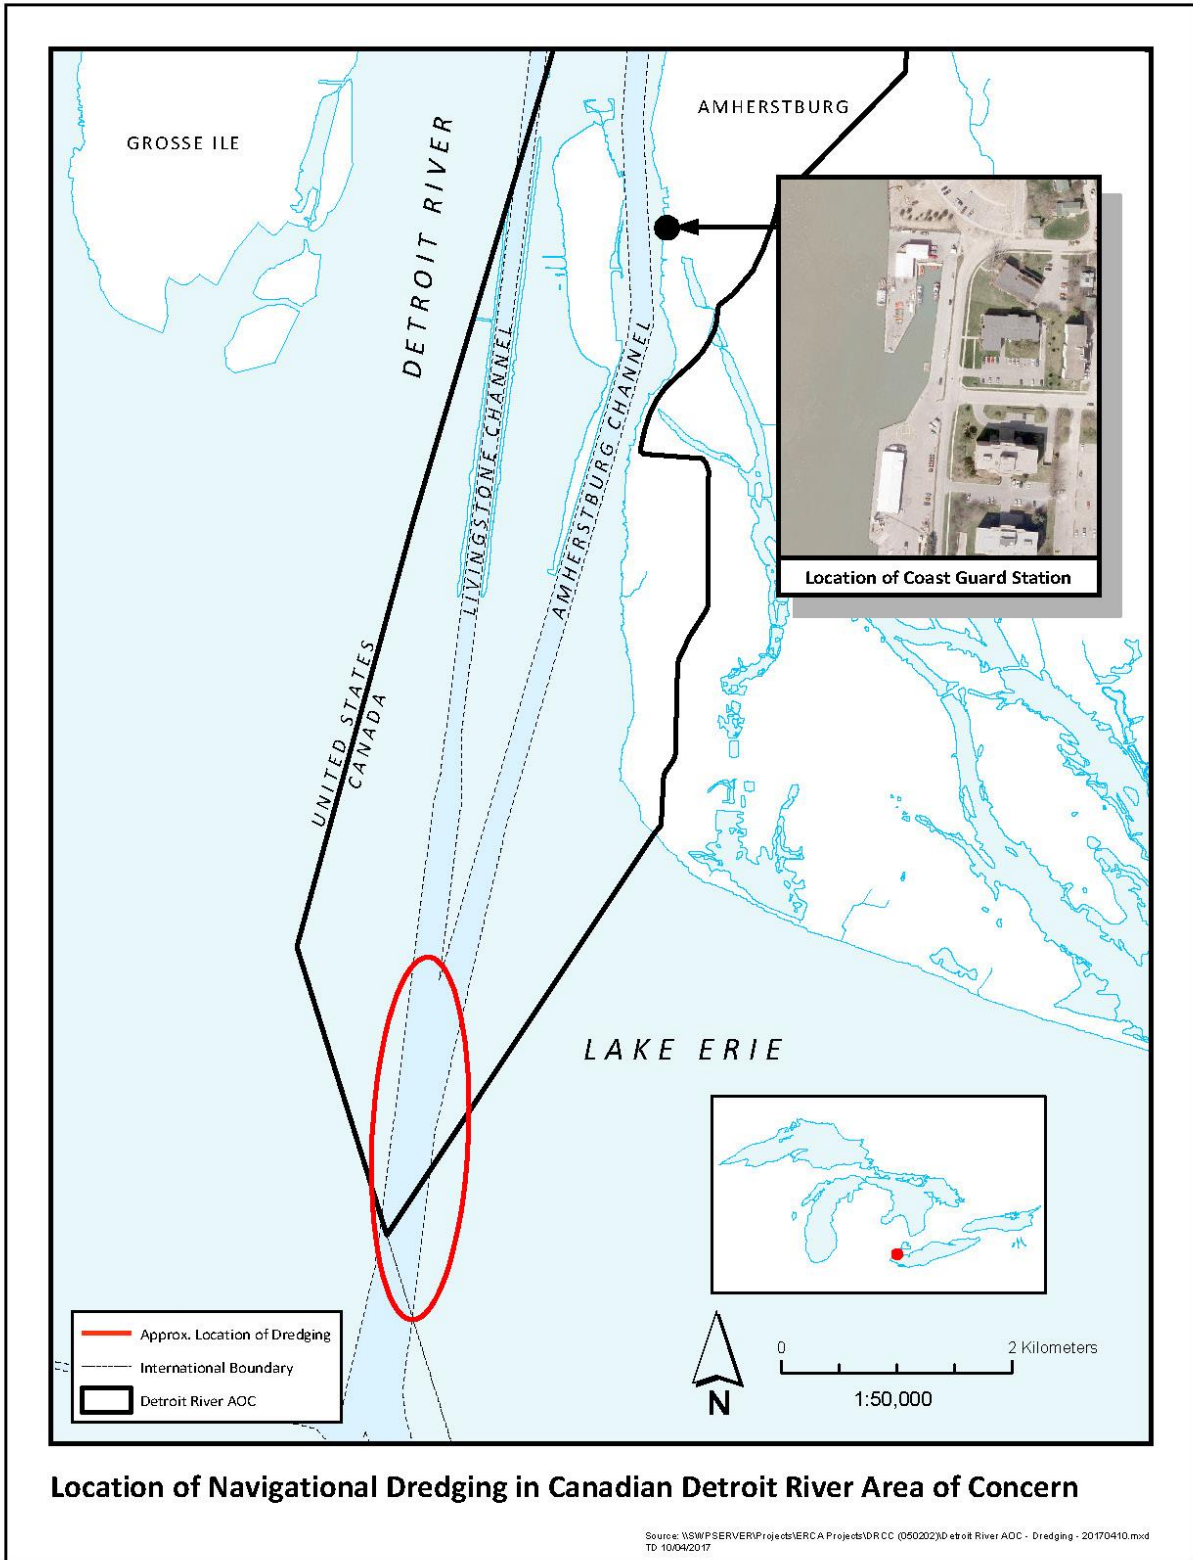 GROSSE ILE
AMHERSTBURG
DETROIT RIVER
LIVINGSTONE CHANNEL
AMHERSTBURG CHANNEL
UNITED STATES
CANADA
Location of Coast Guard Station
LAKE ERIE
Approx. Location of Dredging
International Boundary
Detroit River AOC
0 2 Kilometers
1:50,000
N
Location of Navigational Dredging in Canadian Detroit River Area of Concern
Source: \\SWPSERVER\Projects\ERCA Projects\DRCC (050202)\Detroit River AOC - Dredging - 20170410.mxd
TD 10/04/2017